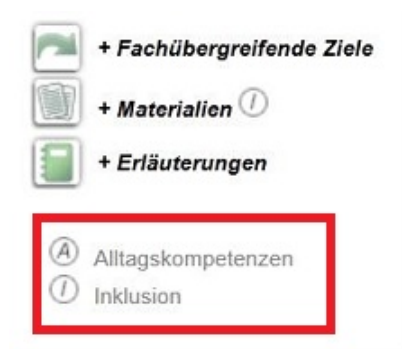 + Fachübergreifende Ziele
+ Materialien I
+ Erläuterungen
A Alltagskompetenzen
I Inklusion